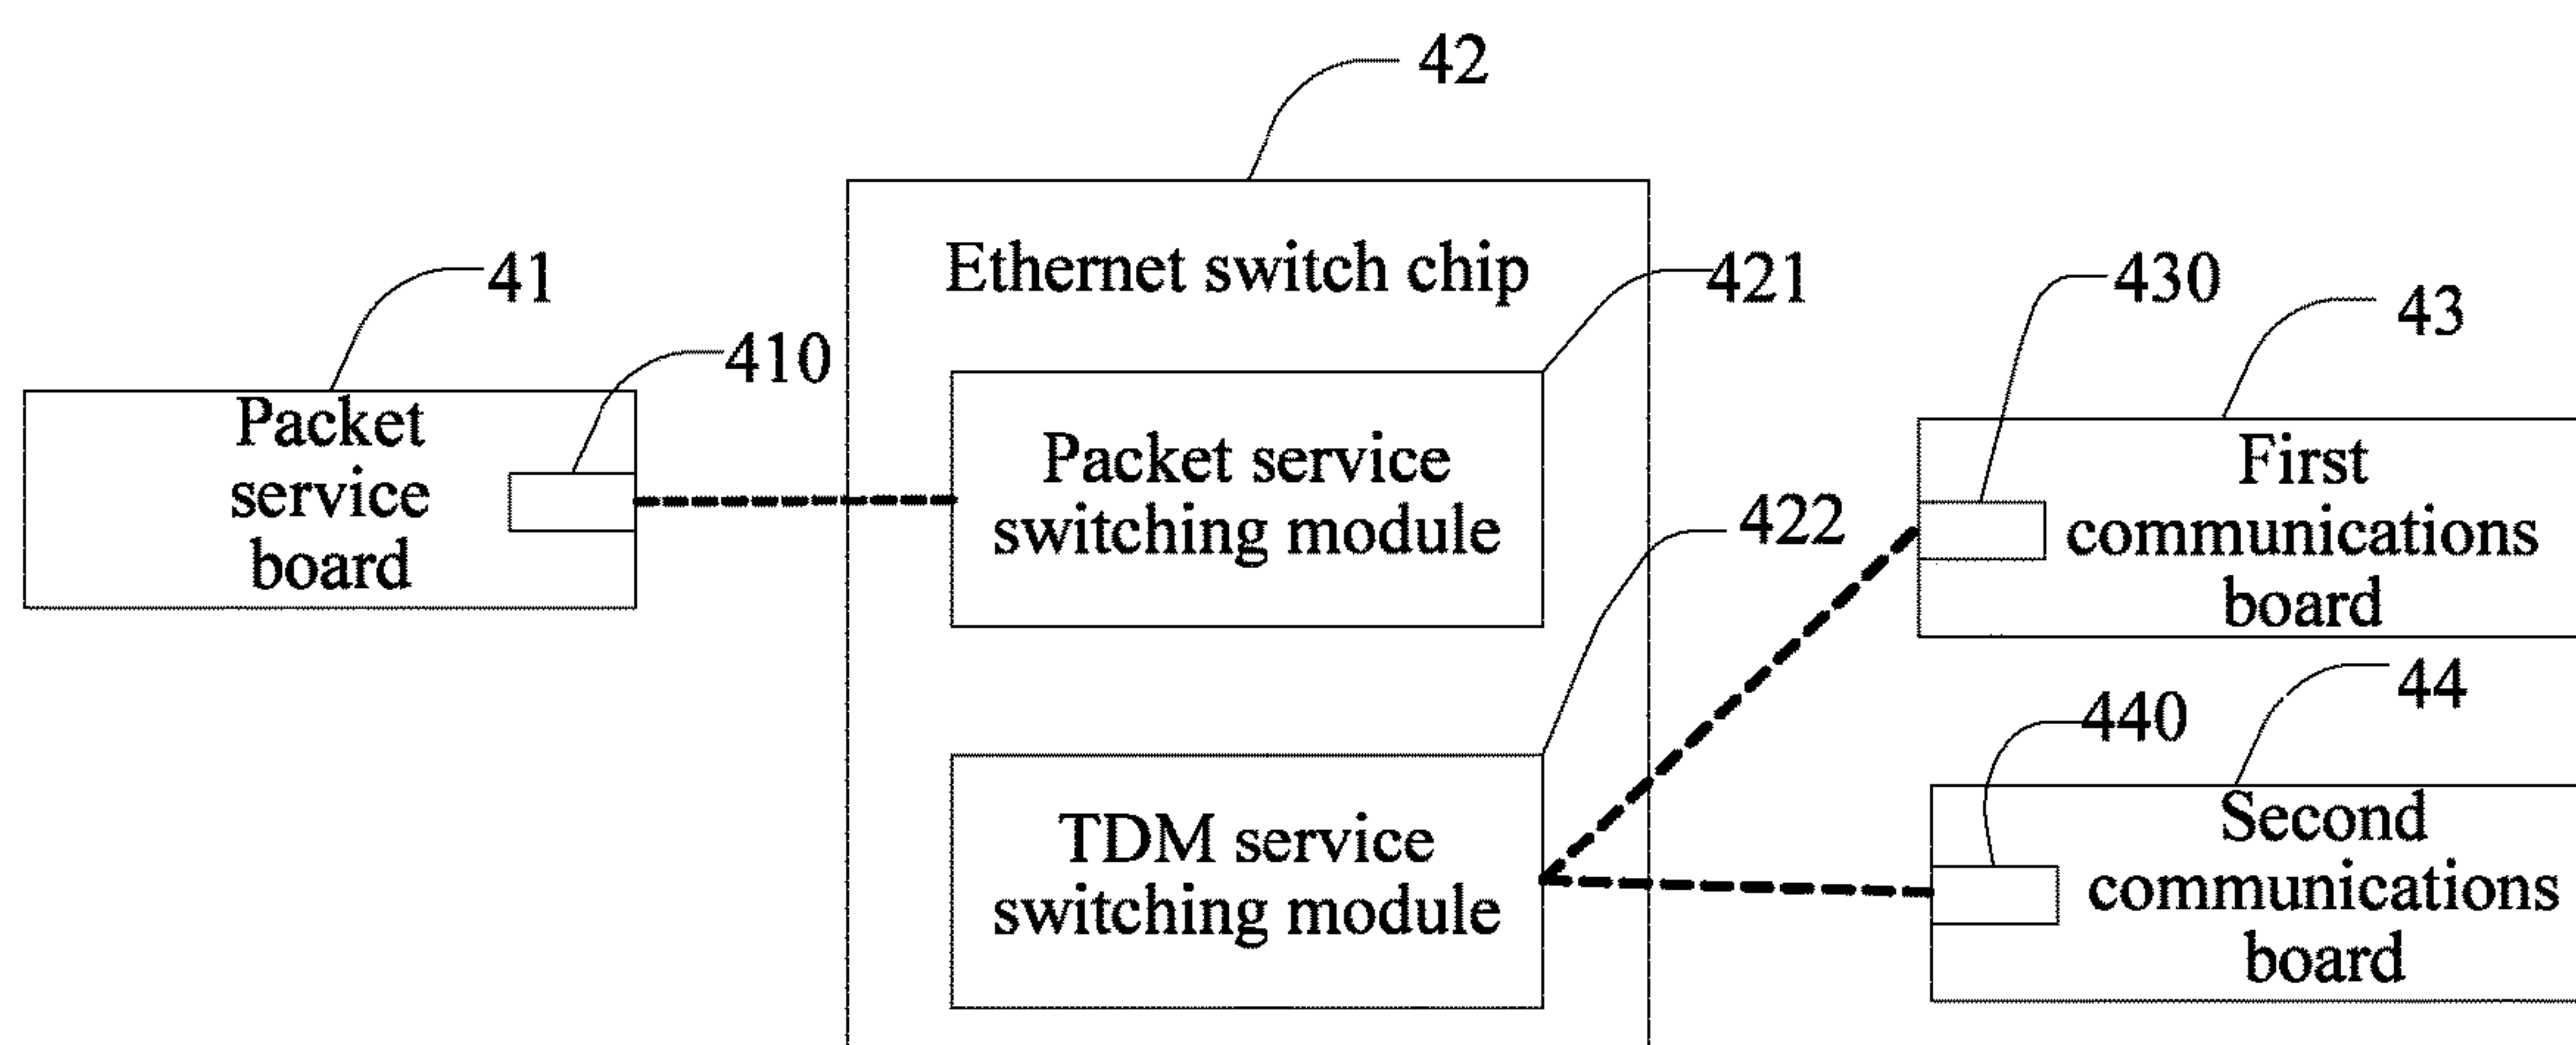 42
Ethernet switch chip
41
410
421
430
43
Packet
service
board
Packet service
switching module
First
communications
board
422
44
440
TDM service
switching module
Second
communications
board